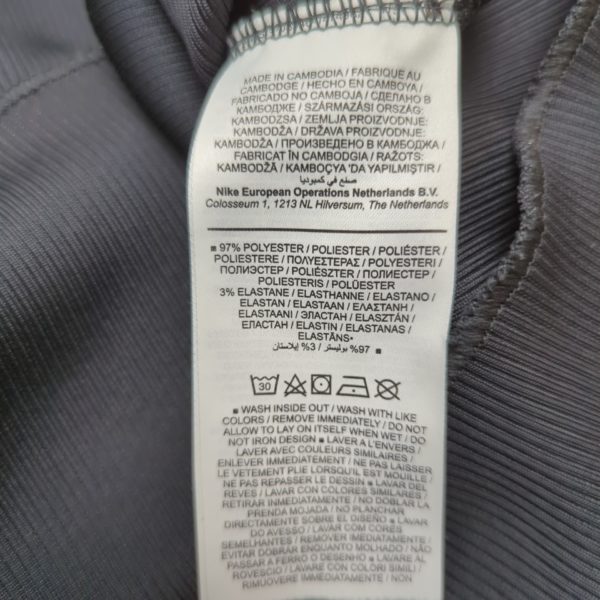 MADE IN CAMBODIA / FABRIQUE AU
CAMBODGE / HECHO EN CAMBOYA /
FABRICADO NO CAMBOJA / СДЕЛАНО В
КАМБОДЖЕ / SZÁRMAZÁSI ORSZÁG:
KAMBODZSA / ZEMLJA PROIZVODNJE:
KAMBODŽA / DRŽAVA PROIZVODNJE:
KAMBODŽA / ПРОИЗВЕДЕНО В КАМБОДЖА /
FABRICAT ÎN CAMBODGIA / RAŽOTS:
KAMBODŽĀ / KAMBOÇYA 'DA YAPILMIŞTIR /
صنع في كمبوديا
Nike European Operations Netherlands B.V.
Colosseum 1, 1213 NL Hilversum, The Netherlands
■ 97% POLYESTER / POLIESTER / POLIÉSTER /
POLIESTERE / ΠΟΛΥΕΣΤΕΡΑΣ / POLYESTERI /
ПОЛИЭСТЕР / POLIÉSZTER / ПОЛИЕСТЕР /
POLIESTERIS / POLÜESTER
3% ELASTANE / ELASTHANNE / ELASTANO /
ELASTAN / ELASTAAN / ΕΛΑΣΤΑΝΗ /
ELASTAANI / ЭЛАСТАН / ELASZTÁN /
ЕЛАСТАН / ELASTIN / ELASTANAS /
ELASTĀNS▪
97% بوليستر / 3% إيلاستان ■
30
■ WASH INSIDE OUT / WASH WITH LIKE
COLORS / REMOVE IMMEDIATELY / DO NOT
ALLOW TO LAY ON ITSELF WHEN WET / DO
NOT IRON DESIGN ■ LAVER A L'ENVERS /
LAVER AVEC COULEURS SIMILAIRES /
ENLEVER IMMEDIATEMENT / NE PAS LAISSER
LE VETEMENT PLIE LORSQU'IL EST MOUILLE /
NE PAS REPASSER LE DESSIN ■ LAVAR DEL
REVES / LAVAR CON COLORES SIMILARES /
RETIRAR INMEDIATAMENTE / NO DOBLAR LA
PRENDA MOJADA / NO PLANCHAR
DIRECTAMENTE SOBRE EL DISEÑO ■ LAVAR
DO AVESSO / LAVAR COM CORES
SEMELHANTES / REMOVER IMEDIATAMENTE /
EVITAR DOBRAR ENQUANTO MOLHADO / NÃO
PASSAR A FERRO O DESENHO ■ LAVARE AL
ROVESCIO / LAVARE CON COLORI SIMILI /
RIMUOVERE IMMEDIATAMENTE / NON